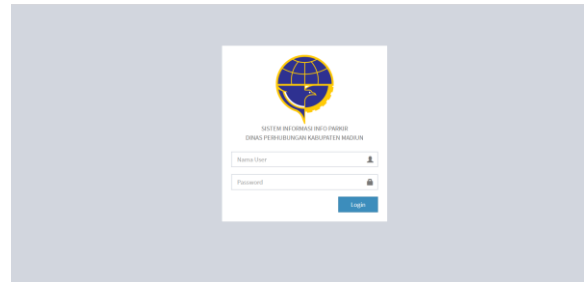 SISTEM INFORMASI INFO PARKIR
DINAS PERHUBUNGAN KABUPATEN MADIUN
Nama User
Password
Login